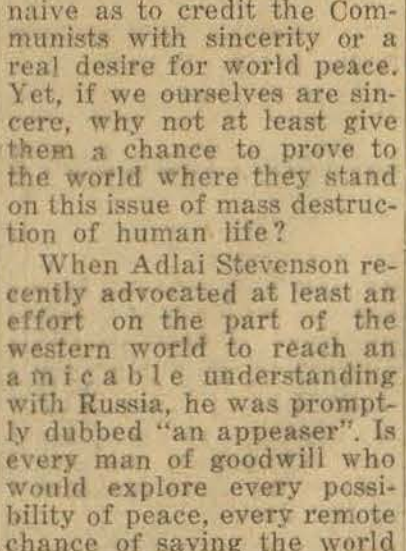 naive as to credit the Com-
munists with sincerity or a
real desire for world peace.
Yet, if we ourselves are sin-
cere, why not at least give
them a chance to prove to
the world where they stand
on this issue of mass destruc-
tion of human life?
When Adlai Stevenson re-
cently advocated at least an
effort on the part of the
western world to reach an
amicable understanding
with Russia, he was prompt-
ly dubbed "an appeaser". Is
every man of goodwill who
would explore every possi-
bility of peace, every remote
chance of saving the world